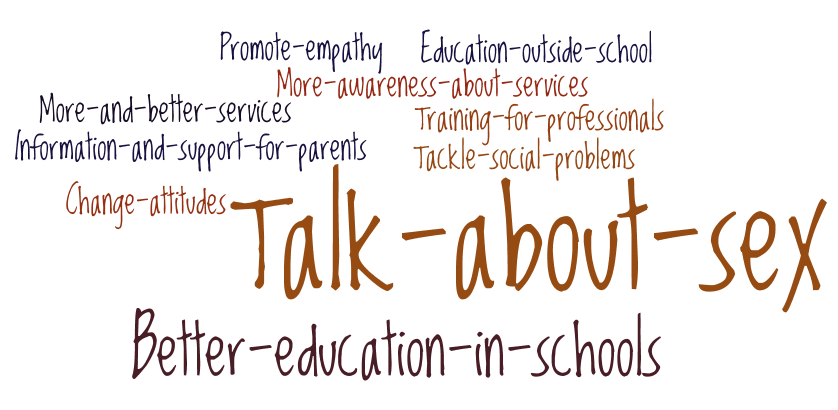 Promote-empathy
Education-outside-school
More-awareness-about-services
More-and-better-services
Training-for-professionals
Information-and-support-for-parents
Tackle-social-problems
Change-attitudes
Talk-about-sex
Better-education-in-schools